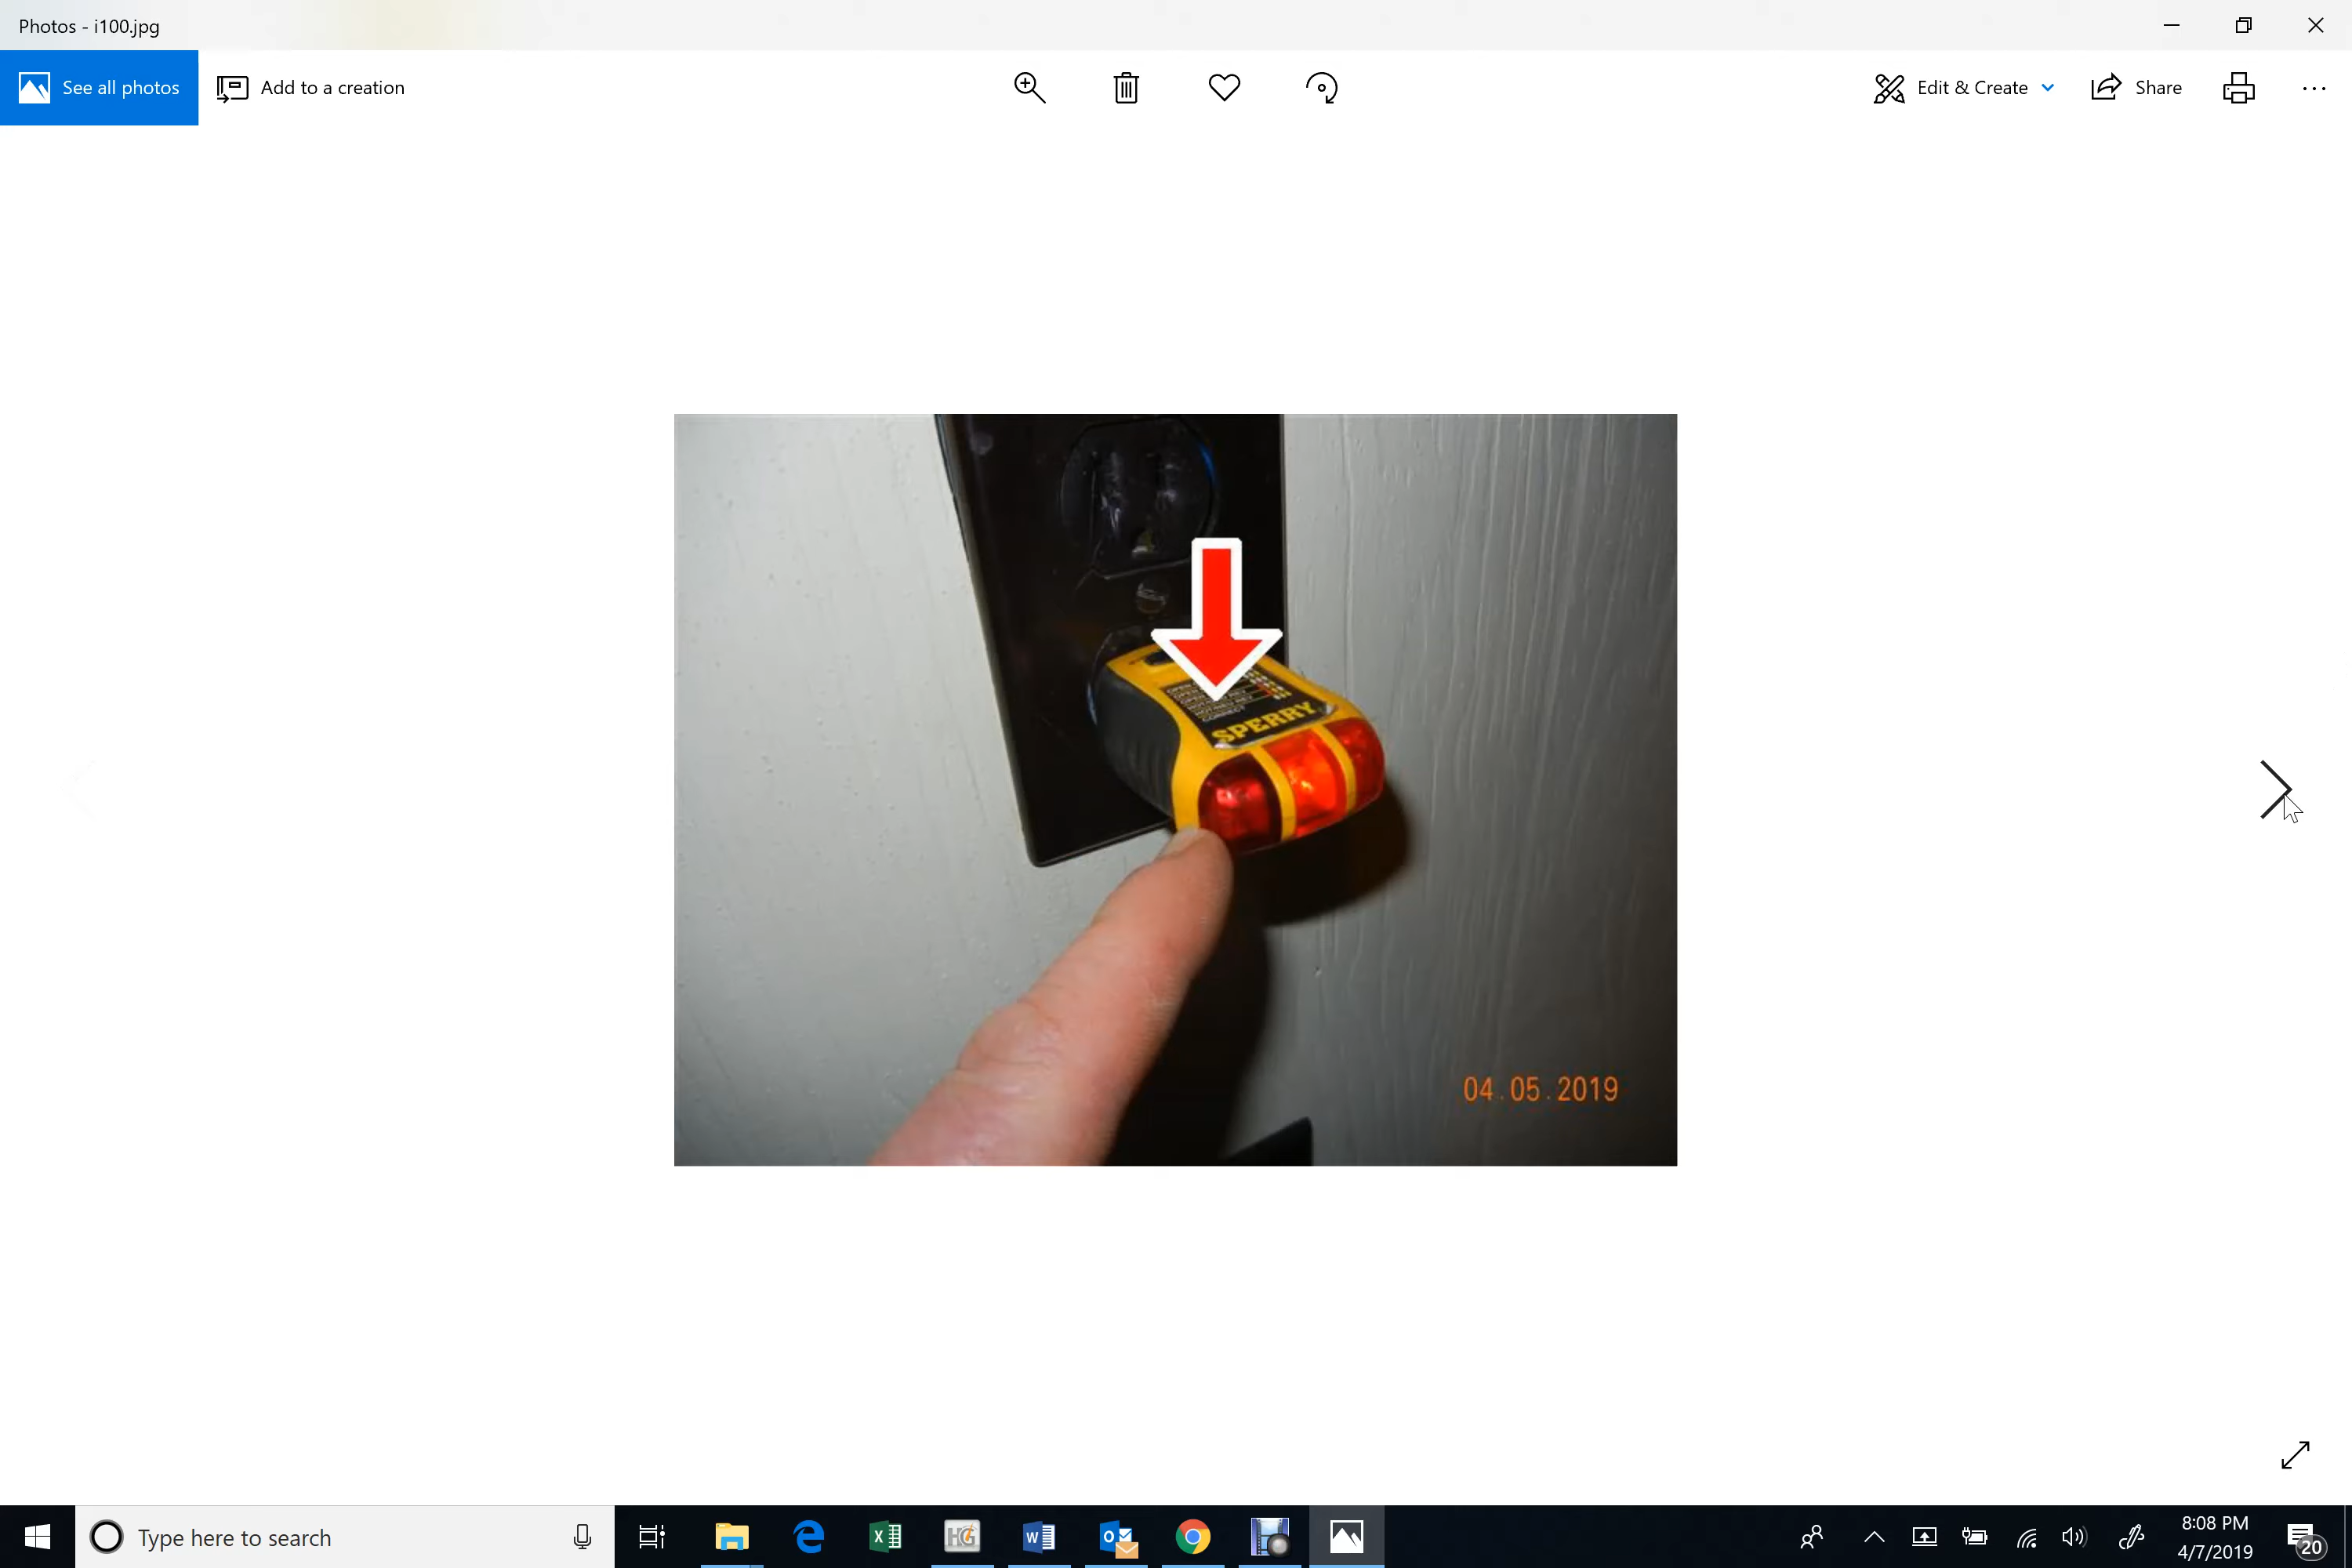 Photos - i100.jpg
See all photos
Add to a creation
Edit & Create
Share
CORRECT
SPERRY
04.05.2019
Type here to search
8:08 PM
4/7/2019
20